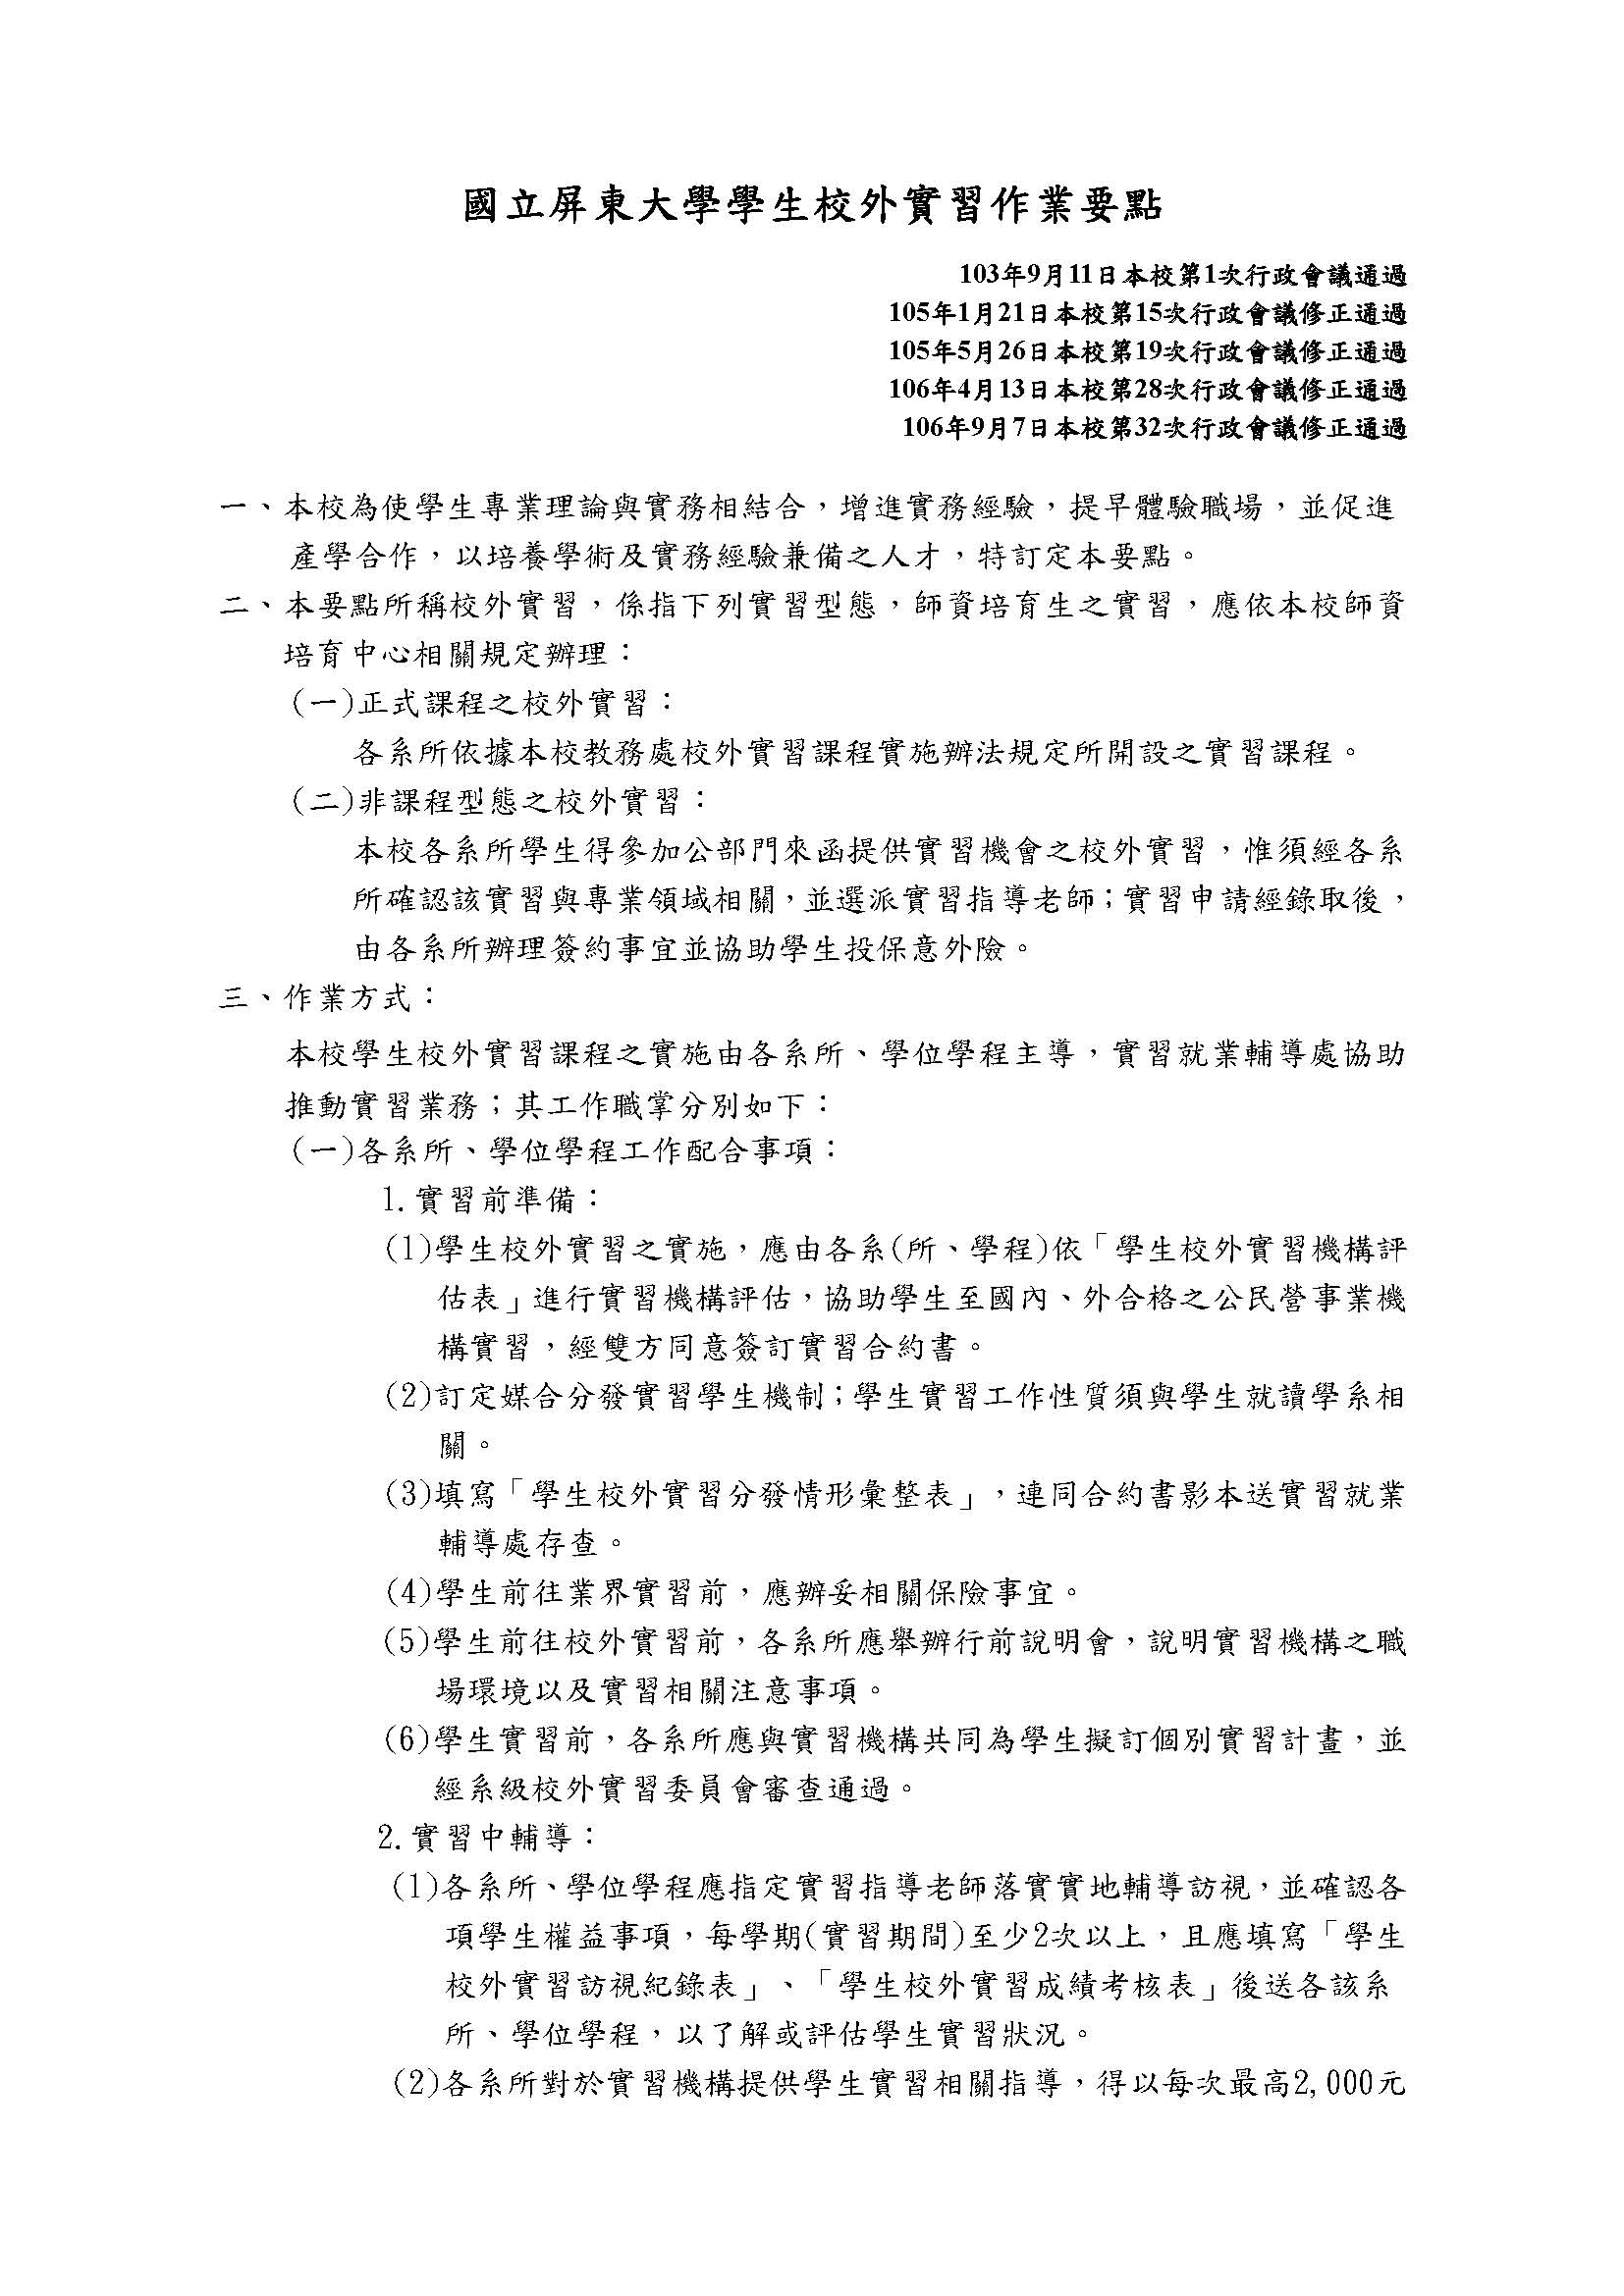 國立屏東大學學生校外實習作業要點
103年9月11日本校第1次行政會議通過
105年1月21日本校第15次行政會議修正通過
105年5月26日本校第19次行政會議修正通過
106年4月13日本校第28次行政會議修正通過
106年9月7日本校第32次行政會議修正通過
一、本校為使學生專業理論與實務相結合，增進實務經驗，提早體驗職場，並促進
產學合作，以培養學術及實務經驗兼備之人才，特訂定本要點。
二、本要點所稱校外實習，係指下列實習型態，師資培育生之實習，應依本校師資
培育中心相關規定辦理：
(一)正式課程之校外實習：
各系所依據本校教務處校外實習課程實施辦法規定所開設之實習課程。
(二)非課程型態之校外實習：
本校各系所學生得參加公部門來函提供實習機會之校外實習，惟須經各系
所確認該實習與專業領域相關，並選派實習指導老師；實習申請經錄取後，
由各系所辦理簽約事宜並協助學生投保意外險。
三、作業方式：
本校學生校外實習課程之實施由各系所、學位學程主導，實習就業輔導處協助
推動實習業務；其工作職掌分別如下：
(一)各系所、學位學程工作配合事項：
1.實習前準備：
(1)學生校外實習之實施，應由各系(所、學程)依「學生校外實習機構評
估表」進行實習機構評估，協助學生至國內、外合格之公民營事業機
構實習，經雙方同意簽訂實習合約書。
(2)訂定媒合分發實習學生機制；學生實習工作性質須與學生就讀學系相
關。
(3)填寫「學生校外實習分發情形彙整表」，連同合約書影本送實習就業
輔導處存查。
(4)學生前往業界實習前，應辦妥相關保險事宜。
(5)學生前往校外實習前，各系所應舉辦行前說明會，說明實習機構之職
場環境以及實習相關注意事項。
(6)學生實習前，各系所應與實習機構共同為學生擬訂個別實習計畫，並
經系級校外實習委員會審查通過。
2.實習中輔導：
(1)各系所、學位學程應指定實習指導老師落實實地輔導訪視，並確認各
項學生權益事項，每學期(實習期間)至少2次以上，且應填寫「學生
校外實習訪視紀錄表」、「學生校外實習成績考核表」後送各該系
所、學位學程，以了解或評估學生實習狀況。
(2)各系所對於實習機構提供學生實習相關指導，得以每次最高2,000元